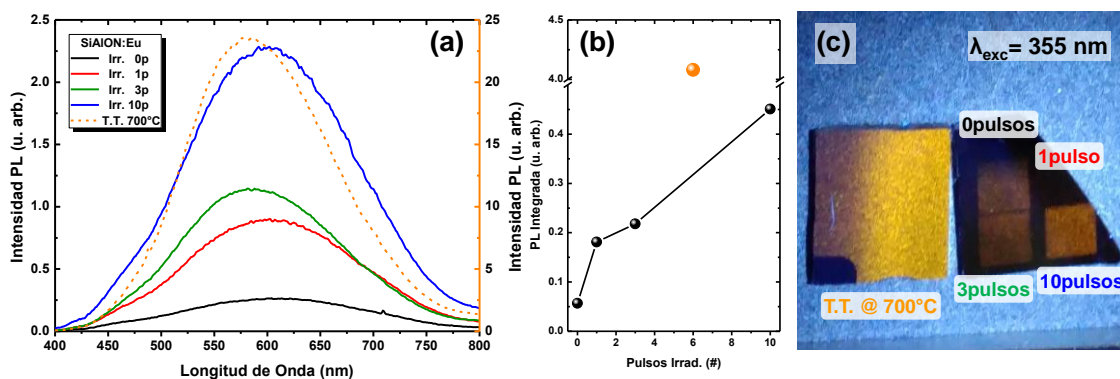 (a)
SiAlON:Eu
Irr. 0p
Irr. 1p
Irr. 3p
Irr. 10p
T.T. 700°C
Intensidad PL (u. arb.)
2.5
2.0
1.5
1.0
0.5
0.0
25
20
15
10
5
0
Intensidad PL (u. arb.)
400 450 500 550 600 650 700 750 800
Longitud de Onda (nm)
(b)
PL Integrada (u. arb.)
4.5
4.0
0.4
0.2
0.0
0 2 4 6 8 10
Pulsos Irrad. (#)
(c)
λexc= 355 nm
0pulsos
1pulso
3pulsos
10pulsos
T.T. @ 700°C